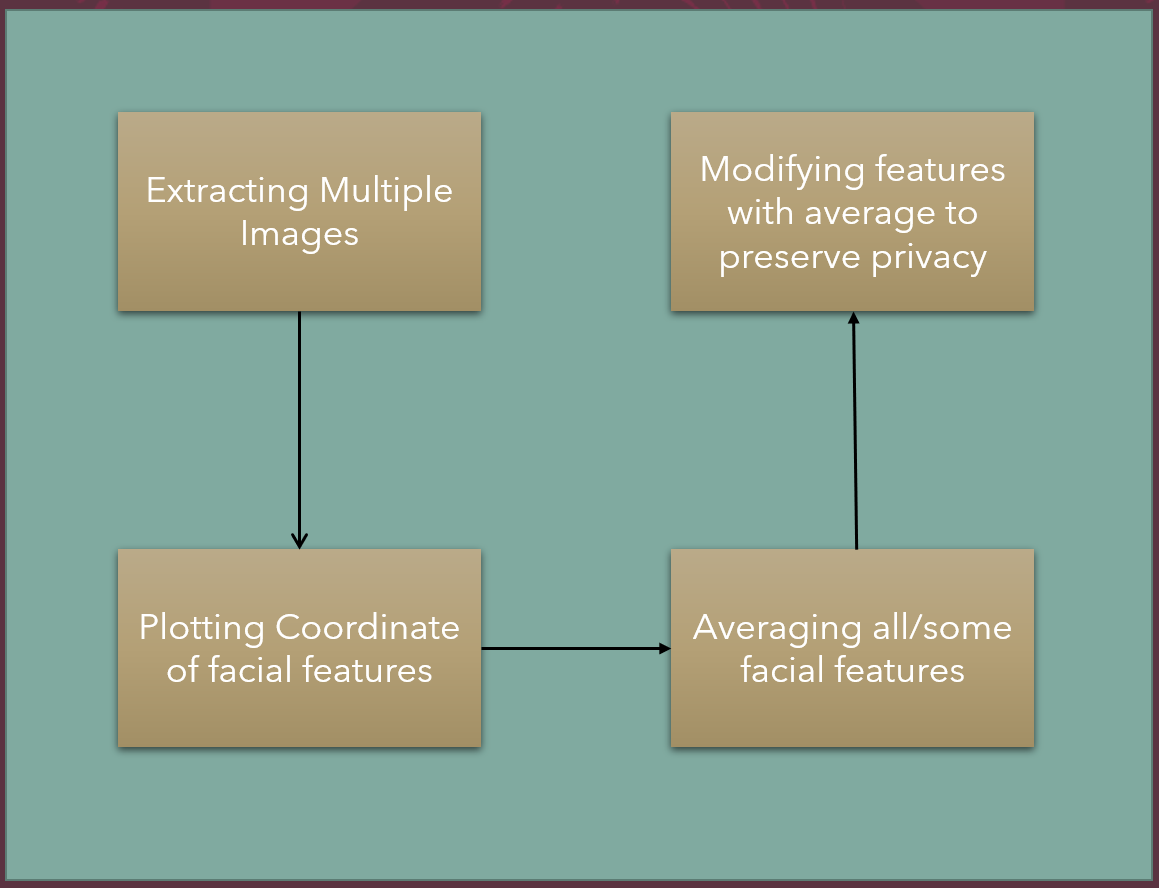 Extracting Multiple
Images
Plotting Coordinate
of facial features
Averaging all/some
facial features
Modifying features
with average to
preserve privacy